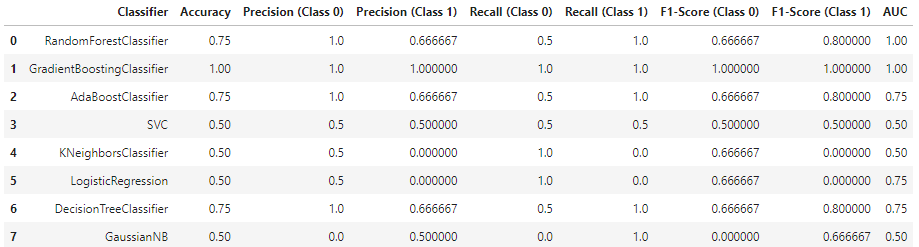 Classifier Accuracy Precision (Class 0) Precision (Class 1) Recall (Class 0) Recall (Class 1) F1-Score (Class 0) F1-Score (Class 1) AUC
0 RandomForestClassifier 0.75 1.0 0.666667 0.5 1.0 0.666667 0.800000 1.00
1 GradientBoostingClassifier 1.00 1.0 1.000000 1.0 1.0 1.000000 1.000000 1.00
2 AdaBoostClassifier 0.75 1.0 0.666667 0.5 1.0 0.666667 0.800000 0.75
3 SVC 0.50 0.5 0.500000 0.5 0.5 0.500000 0.500000 0.50
4 KNeighborsClassifier 0.50 0.5 0.000000 1.0 0.0 0.666667 0.000000 0.50
5 LogisticRegression 0.50 0.5 0.000000 1.0 0.0 0.666667 0.000000 0.75
6 DecisionTreeClassifier 0.75 1.0 0.666667 0.5 1.0 0.666667 0.800000 0.75
7 GaussianNB 0.50 0.0 0.500000 0.0 1.0 0.000000 0.666667 0.50